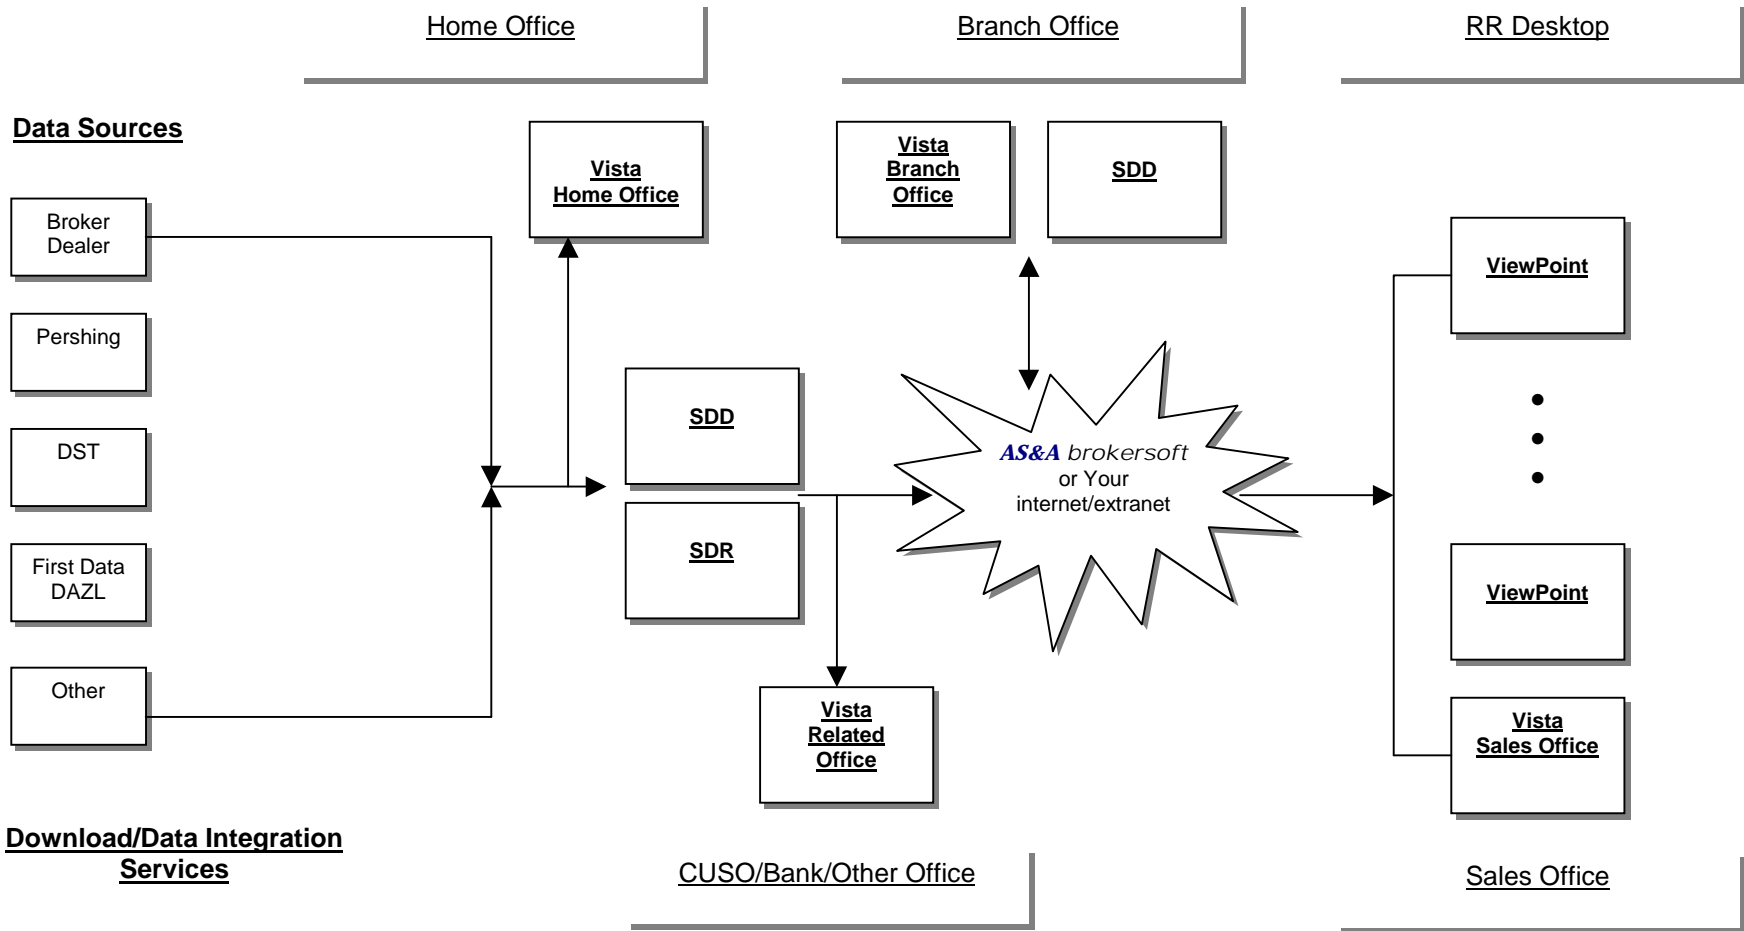 Home Office
Branch Office
RR Desktop
Data Sources
Vista
Home Office
Vista
Branch
Office
SDD
Broker
Dealer
ViewPoint
Pershing
SDD
DST
AS&A brokersoft
or Your
internet/extranet
SDR
First Data
DAZL
ViewPoint
Other
Vista
Related
Office
Vista
Sales Office
Download/Data Integration
Services
CUSO/Bank/Other Office
Sales Office